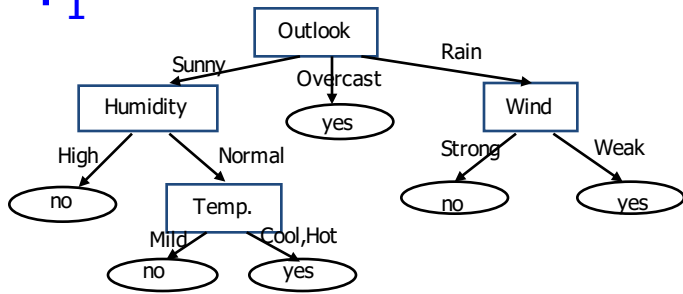 1
Outlook
Sunny
Overcast
Rain
Humidity
yes
Wind
High
Normal
Strong
Weak
no
Temp.
no
yes
Mild
Cool,Hot
no
yes